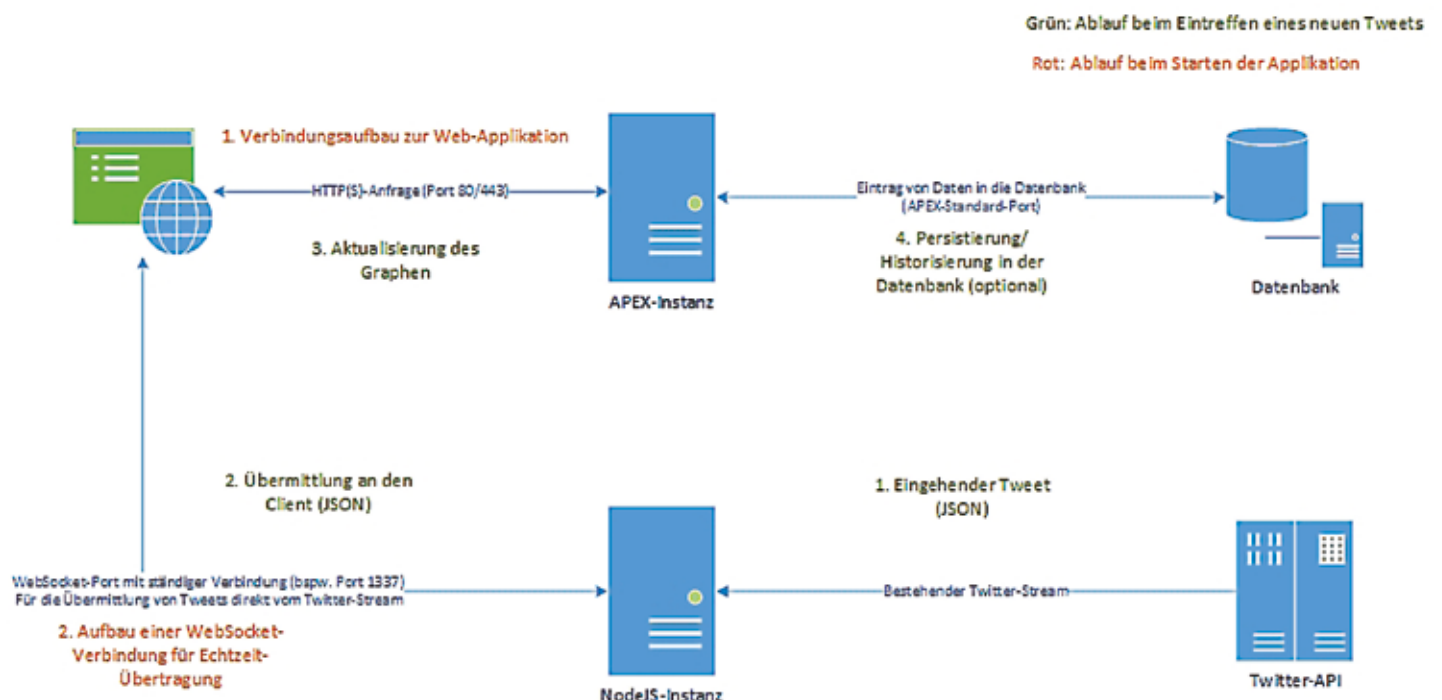 Grün: Ablauf beim Eintreffen eines neuen Tweets
Rot: Ablauf beim Starten der Applikation
1. Verbindungsaufbau zur Web-Applikation
HTTP(S)-Anfrage (Port 80/443)
3. Aktualisierung des
Graphen
APEX-Instanz
Eintrag von Daten in die Datenbank
(APEX-Standard-Port)
4. Persistierung/
Historisierung in der
Datenbank (optional)
Datenbank
2. Übermittlung an den
Client (JSON)
1. Eingehender Tweet
(JSON)
WebSocket-Port mit ständiger Verbindung (bspw. Port 1337)
Für die Übermittlung von Tweets direkt vom Twitter-Stream
Bestehender Twitter-Stream
2. Aufbau einer WebSocket-
Verbindung für Echtzeit-
Übertragung
NodeJS-Instanz
Twitter-API